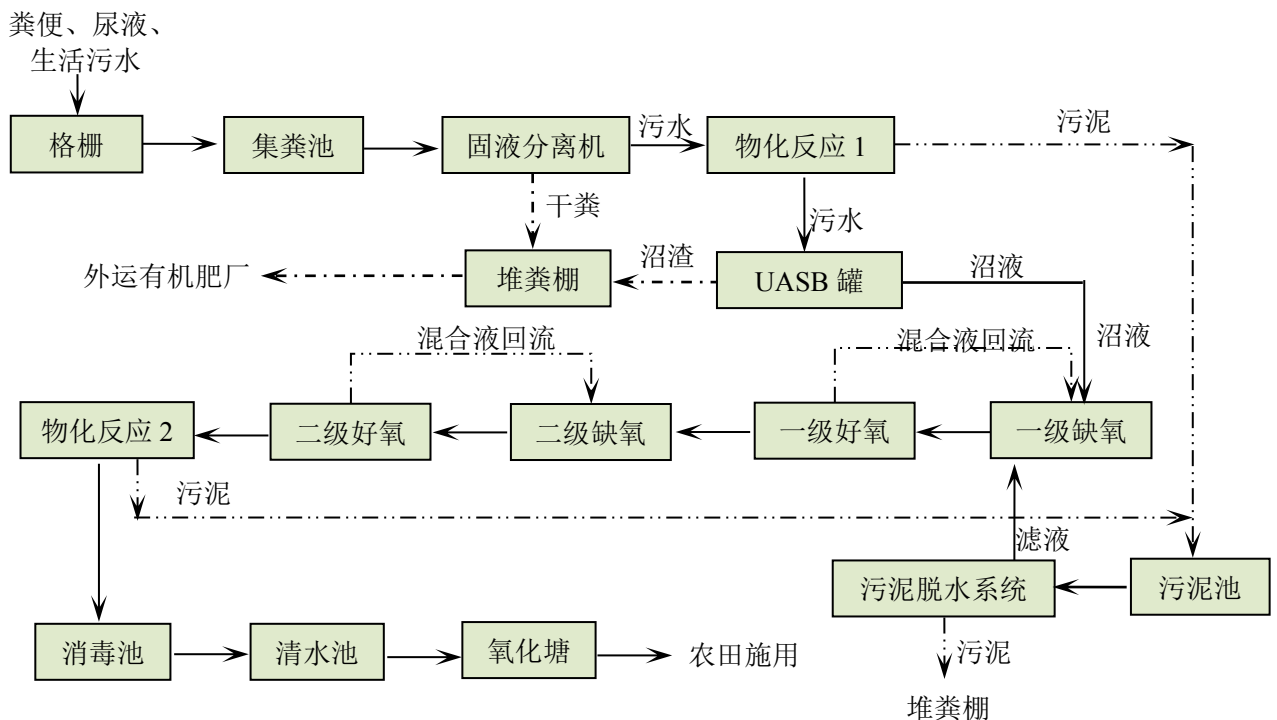 粪便、尿液、
生活污水
格栅
集粪池
固液分离机
污水
物化反应 1
污泥
干粪
污水
外运有机肥厂
堆粪棚
沼渣
UASB 罐
沼液
混合液回流
混合液回流
沼液
物化反应 2
二级好氧
二级缺氧
一级好氧
一级缺氧
污泥
滤液
污泥脱水系统
污泥池
消毒池
清水池
氧化塘
农田施用
污泥
堆粪棚